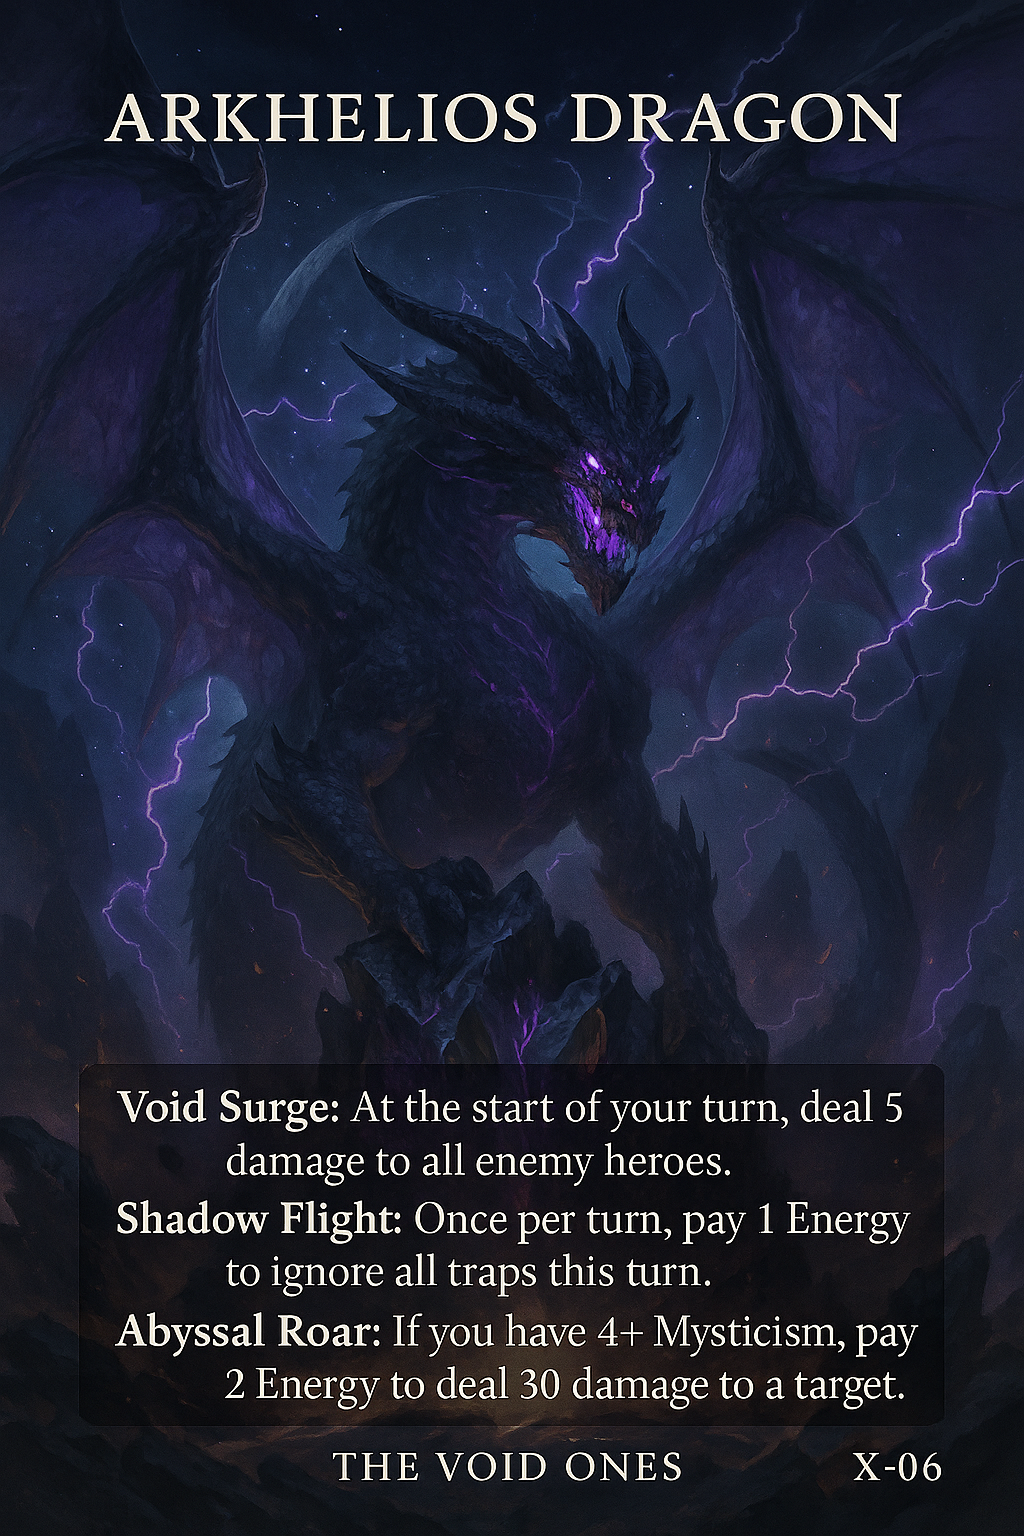 ARKHELIOS DRAGON
Void Surge: At the start of your turn, deal 5
damage to all enemy heroes.
Shadow Flight: Once per turn, pay 1 Energy
to ignore all traps this turn.
Abyssal Roar: If you have 4+ Mysticism, pay
2 Energy to deal 30 damage to a target.
THE VOID ONES
X-06